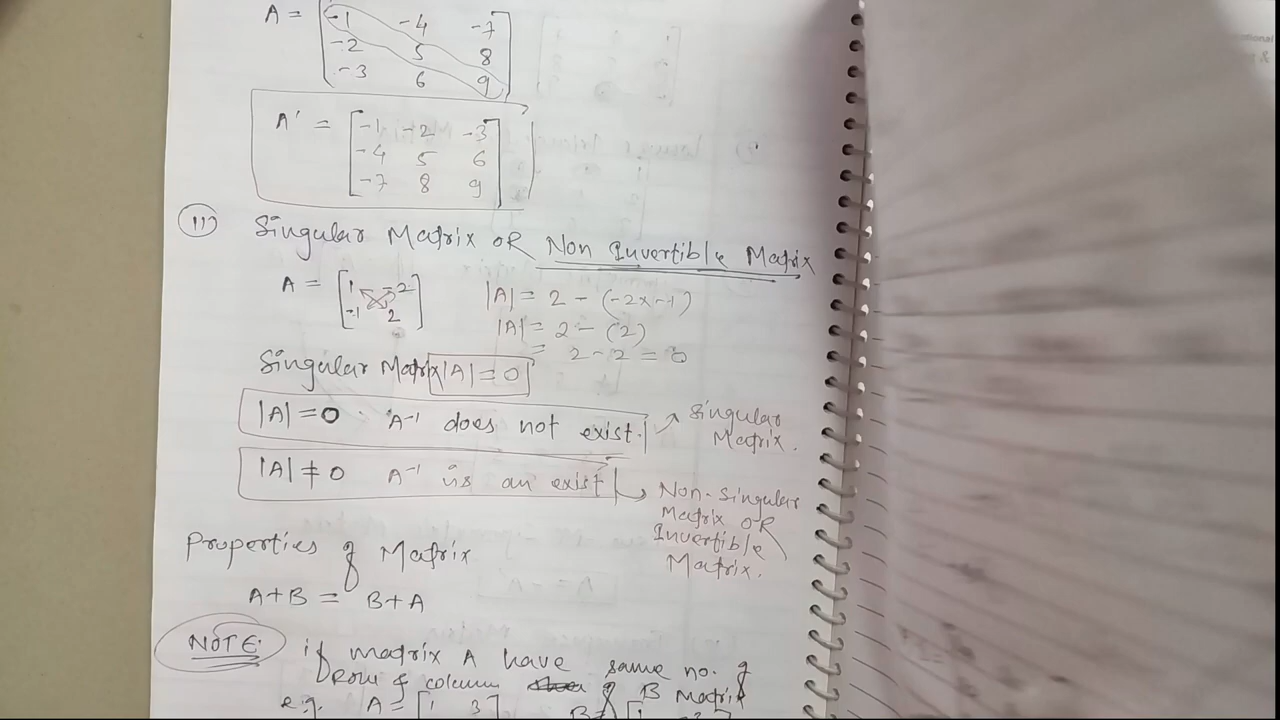 A = [-1 -4 -7
-2 5 8
-3 6 9]
A' = [-1 -2 -3
-4 5 6
-7 8 9]
11) Singular Matrix OR Non Invertible Matrix
A = [1 -2
-1 2]
|A| = 2 - (-2x-1)
|A| = 2 - (2)
= 2 - 2 = 0
Singular Matrix |A| = 0
|A| = 0 . A⁻¹ does not exist. → Singular
Matrix.
|A| ≠ 0 A⁻¹ is an exist → Non-Singular
Matrix OR
Invertible
Matrix.
Properties of Matrix
A+B = B+A
NOTE: if matrix A have same no. of
Row & column of B Matrix
e.g. A = [1 3] B = [1